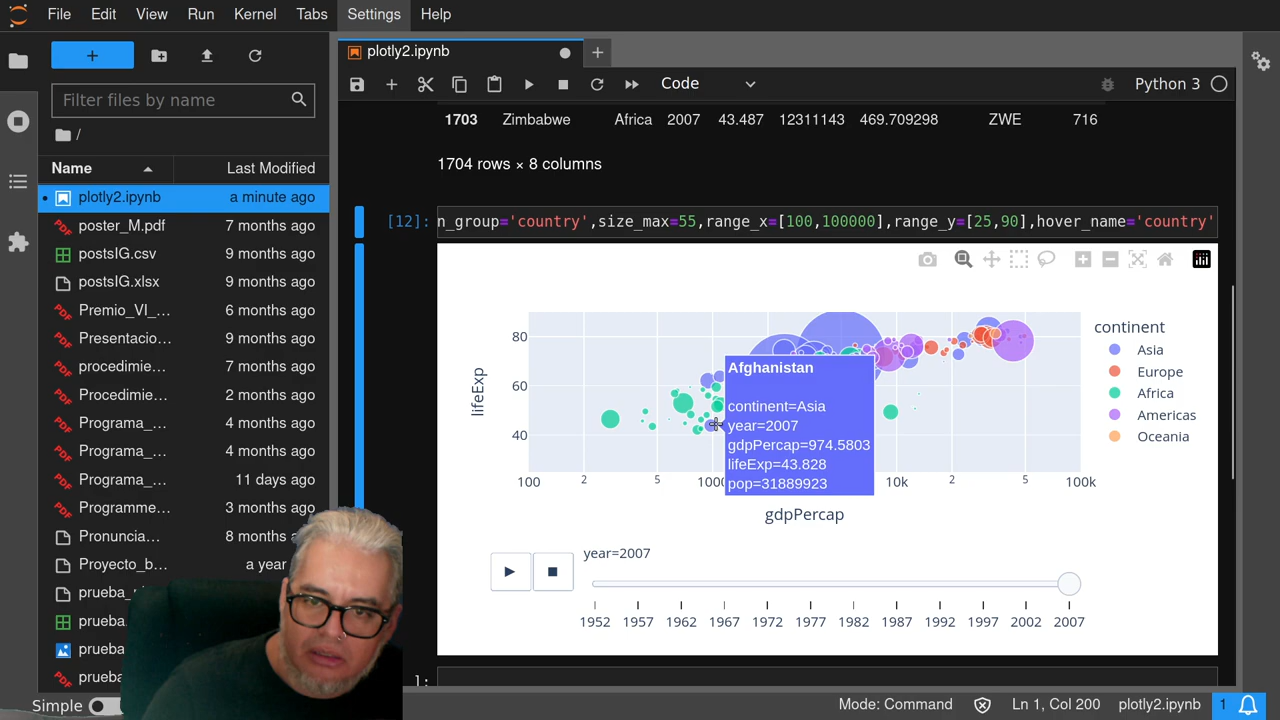 File Edit View Run Kernel Tabs Settings Help
Filter files by name
/
Name Last Modified
plotly2.ipynb a minute ago
poster_M.pdf 7 months ago
postsIG.csv 9 months ago
postsIG.xlsx 9 months ago
Premio_VI_... 6 months ago
Presentacio... 9 months ago
procedimie... 7 months ago
Procedimie... 2 months ago
Programa_... 4 months ago
Programa_... 4 months ago
Programa_... 11 days ago
Programme... 3 months ago
Pronuncia... 8 months
Proyecto_b... a year
prueba_
prueba
prueba
prueba
Simple
plotly2.ipynb
Code
Python 3
1703 Zimbabwe Africa 2007 43.487 12311143 469.709298 ZWE 716
1704 rows × 8 columns
[12]: n_group='country',size_max=55,range_x=[100,100000],range_y=[25,90],hover_name='country'
lifeExp
80
60
40
100 2 5 1000 10k 2 5 100k
gdpPercap
Afghanistan
continent=Asia
year=2007
gdpPercap=974.5803
lifeExp=43.828
pop=31889923
continent
Asia
Europe
Africa
Americas
Oceania
year=2007
1952 1957 1962 1967 1972 1977 1982 1987 1992 1997 2002 2007
]:
Mode: Command Ln 1, Col 200 plotly2.ipynb 1